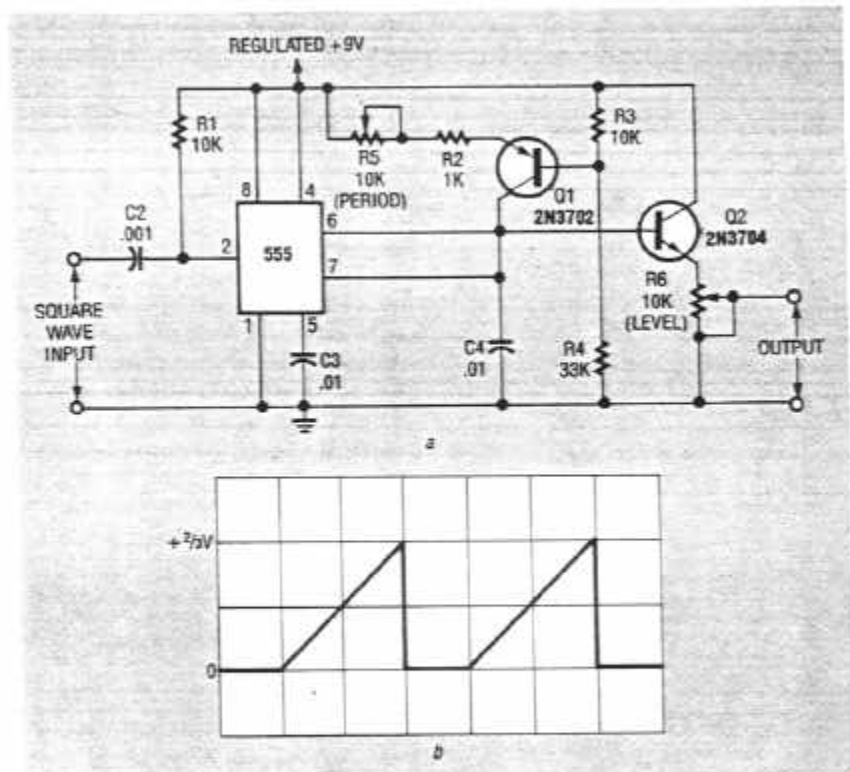 REGULATED +9V
R1
10K
R5
10K
(PERIOD)
R2
1K
R3
10K
Q1
2N3702
Q2
2N3704
C2
.001
8
4
6
2
555
7
1
5
SQUARE
WAVE
INPUT
C3
.01
C4
.01
R4
33K
R6
10K
(LEVEL)
OUTPUT
a
+ 2/3V
0
b